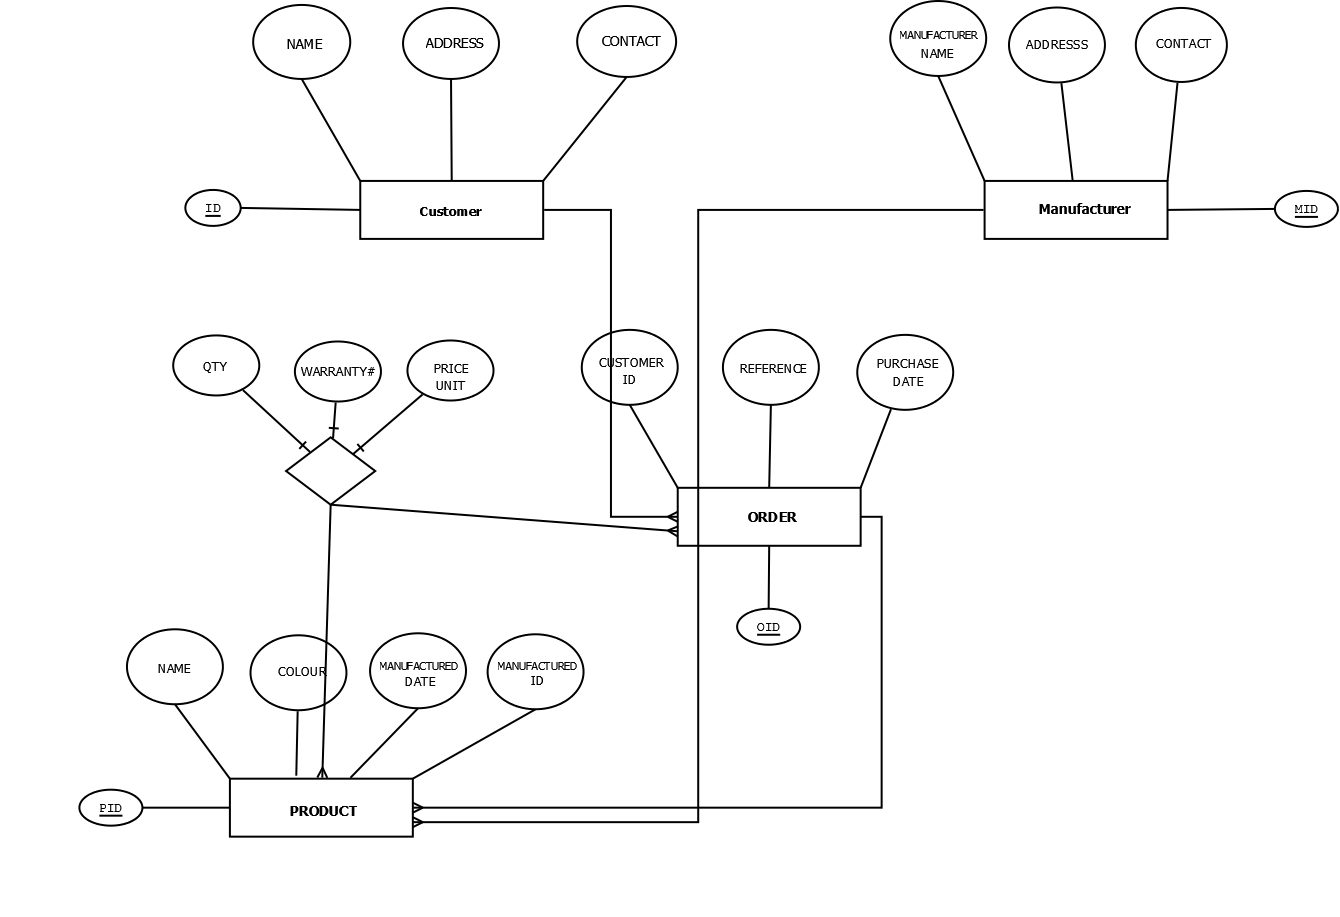 NAME
ADDRESS
CONTACT
MANUFACTURER
NAME
ADDRESSS
CONTACT
ID
Customer
Manufacturer
MID
QTY
WARRANTY#
PRICE
UNIT
CUSTOMER
ID
REFERENCE
PURCHASE
DATE
ORDER
OID
NAME
COLOUR
MANUFACTURED
DATE
MANUFACTURED
ID
PID
PRODUCT